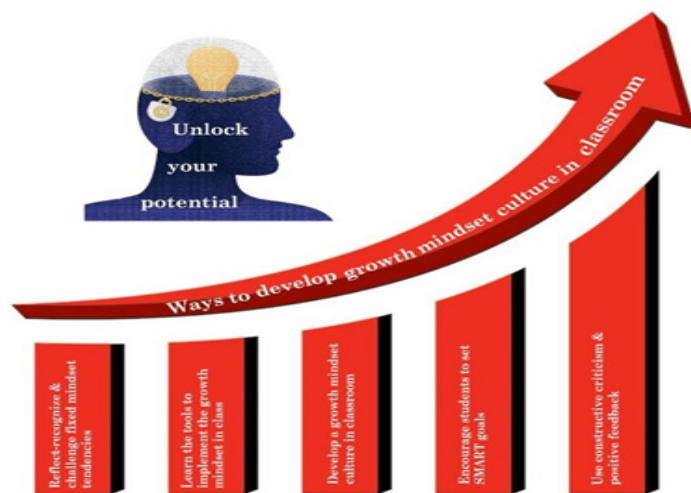 Unlock
your
potential
Ways to develop growth mindset culture in classroom
Reflect-recognize &
challenge fixed mindset
tendencies
Learn the tools to
implement the growth
mindset in class
Develop a growth mindset
culture in classroom
Encourage students to set
SMART goals
Use constructive criticism &
positive feedback